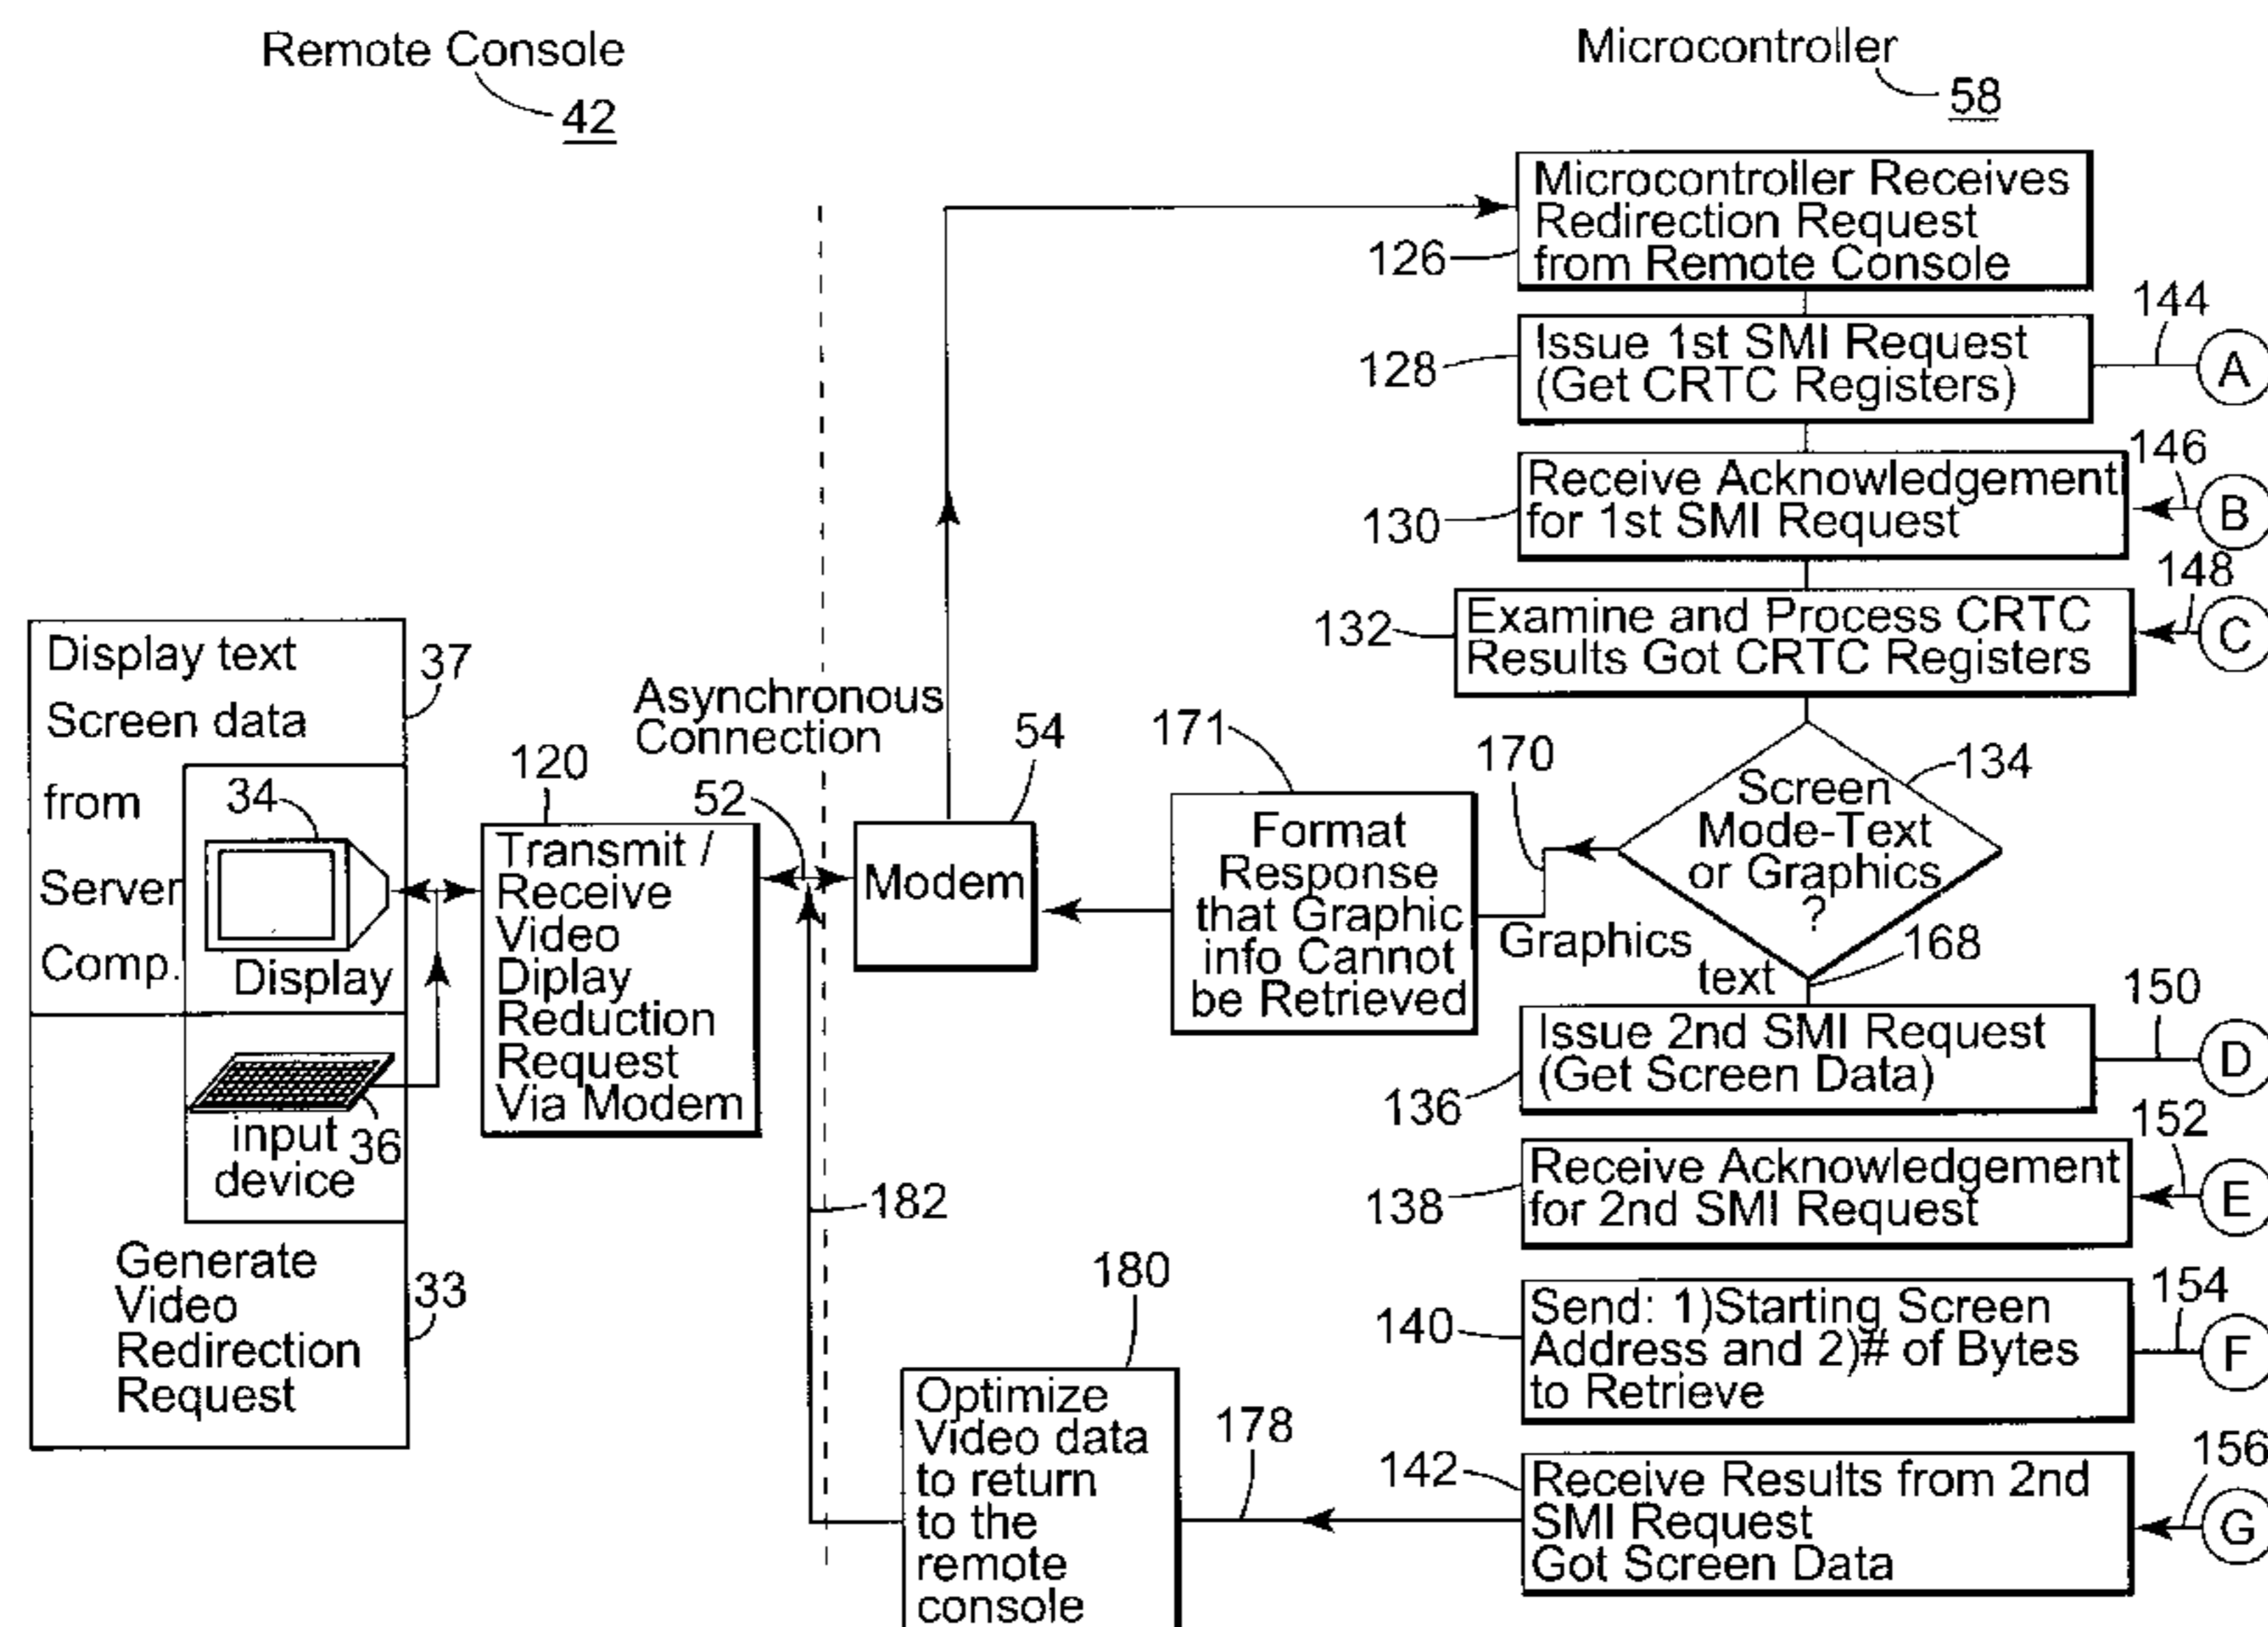 Remote Console
42
Microcontroller
58
Microcontroller Receives
Redirection Request
from Remote Console
126
Issue 1st SMI Request
(Get CRTC Registers)
128
144
A
Receive Acknowledgement
for 1st SMI Request
130
146
B
Examine and Process CRTC
Results Got CRTC Registers
132
148
C
Display text
Screen data
from
Server
Comp.
37
34
Display
input
device
36
Generate
Video
Redirection
Request
33
120
Transmit /
Receive
Video
Diplay
Reduction
Request
Via Modem
Asynchronous
Connection
52
54
Modem
171
Format
Response
that Graphic
info Cannot
be Retrieved
170
Graphics
Screen
Mode-Text
or Graphics
?
134
text
168
Issue 2nd SMI Request
(Get Screen Data)
136
150
D
Receive Acknowledgement
for 2nd SMI Request
138
152
E
Send: 1)Starting Screen
Address and 2)# of Bytes
to Retrieve
140
154
F
Receive Results from 2nd
SMI Request
Got Screen Data
142
156
G
178
180
Optimize
Video data
to return
to the
remote
console
182